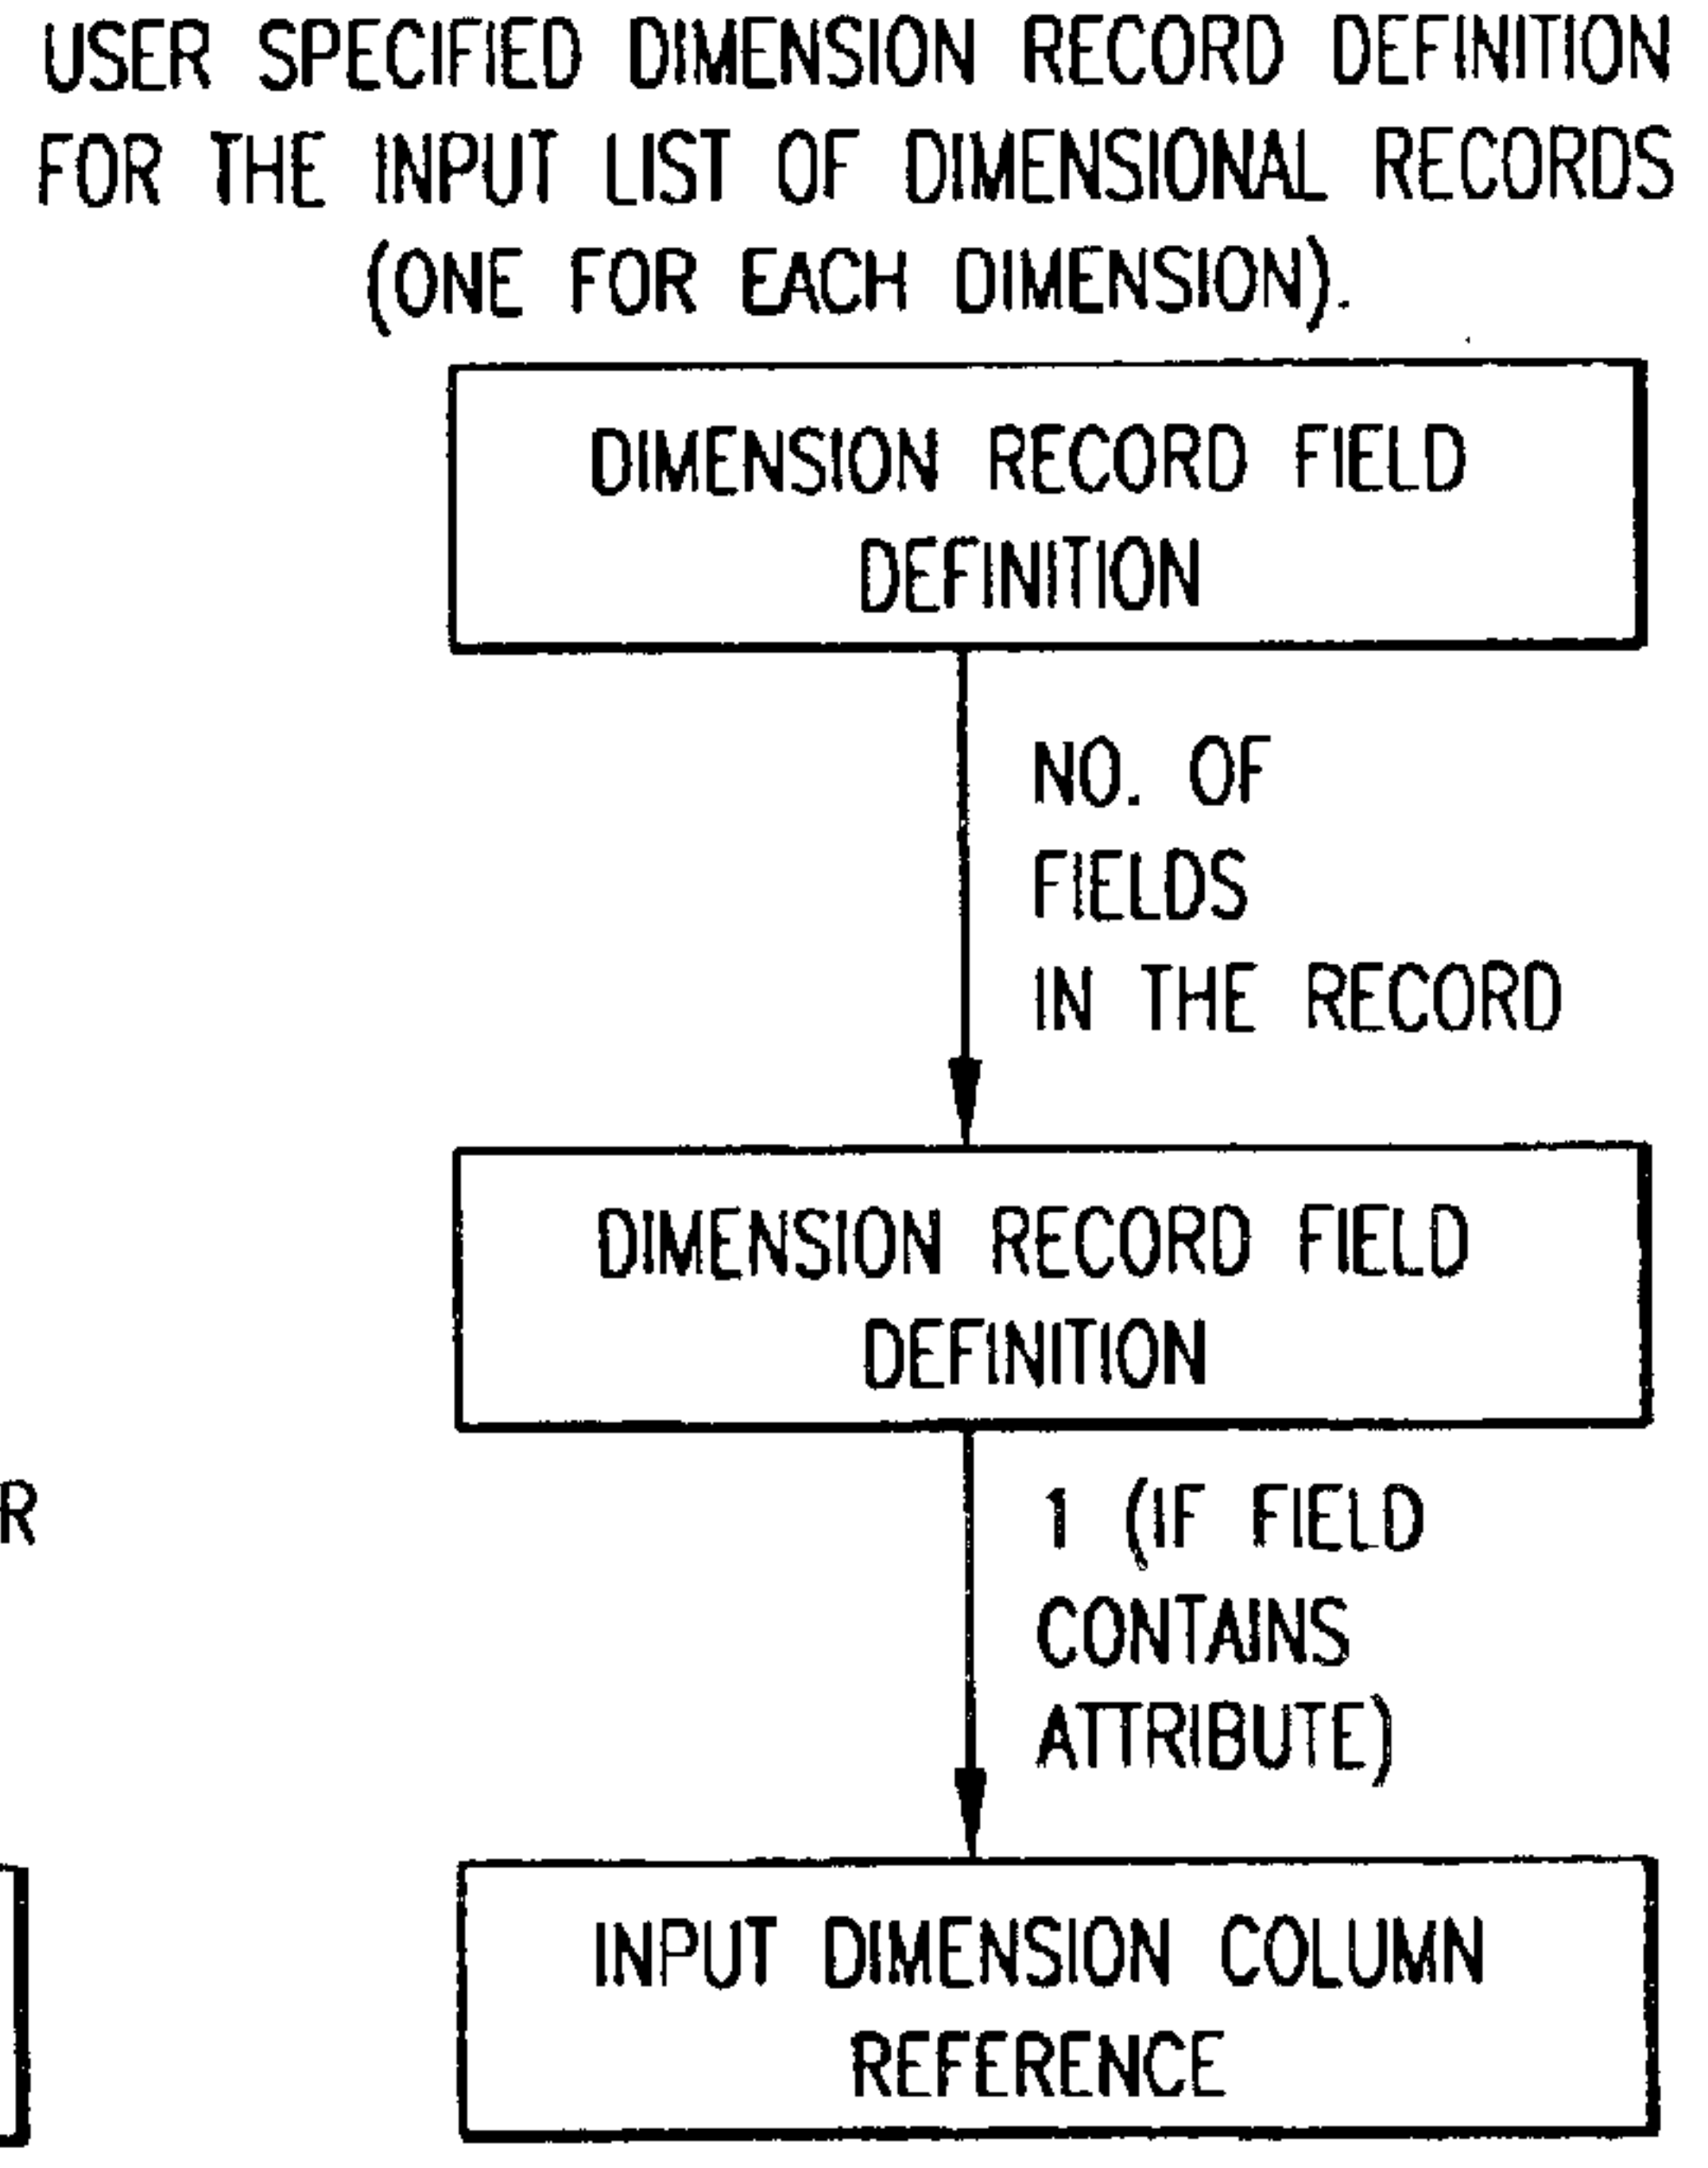 USER SPECIFIED DIMENSION RECORD DEFINITION
FOR THE INPUT LIST OF DIMENSIONAL RECORDS
(ONE FOR EACH DIMENSION).
DIMENSION RECORD FIELD
DEFINITION
NO. OF
FIELDS
IN THE RECORD
DIMENSION RECORD FIELD
DEFINITION
R
1 (IF FIELD
CONTAINS
ATTRIBUTE)
INPUT DIMENSION COLUMN
REFERENCE